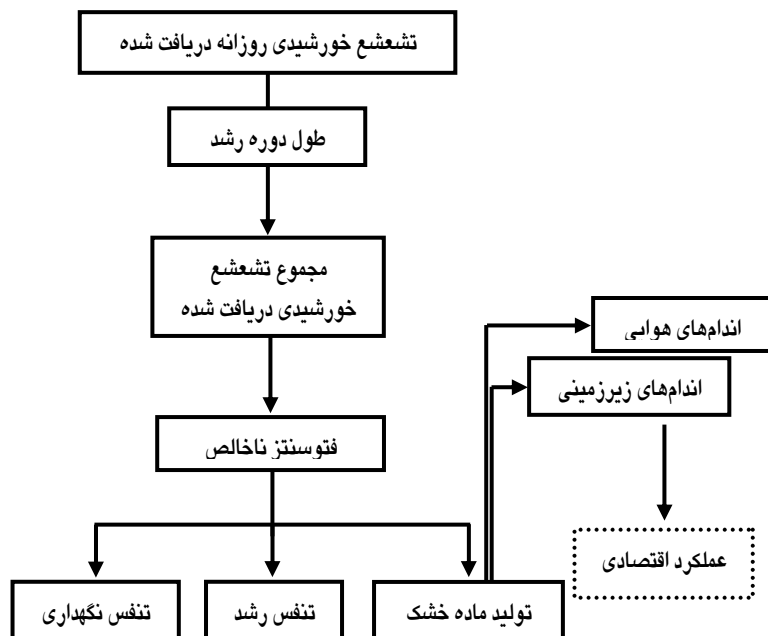 تشعشع خورشیدی روزانه دریافت شده
طول دوره رشد
مجموع تشعشع
خورشیدی دریافت شده
اندام‌های هوایی
اندام‌های زیرزمینی
فتوسنتز ناخالص
عملکرد اقتصادی
تولید ماده خشک
تنفس رشد
تنفس نگهداری